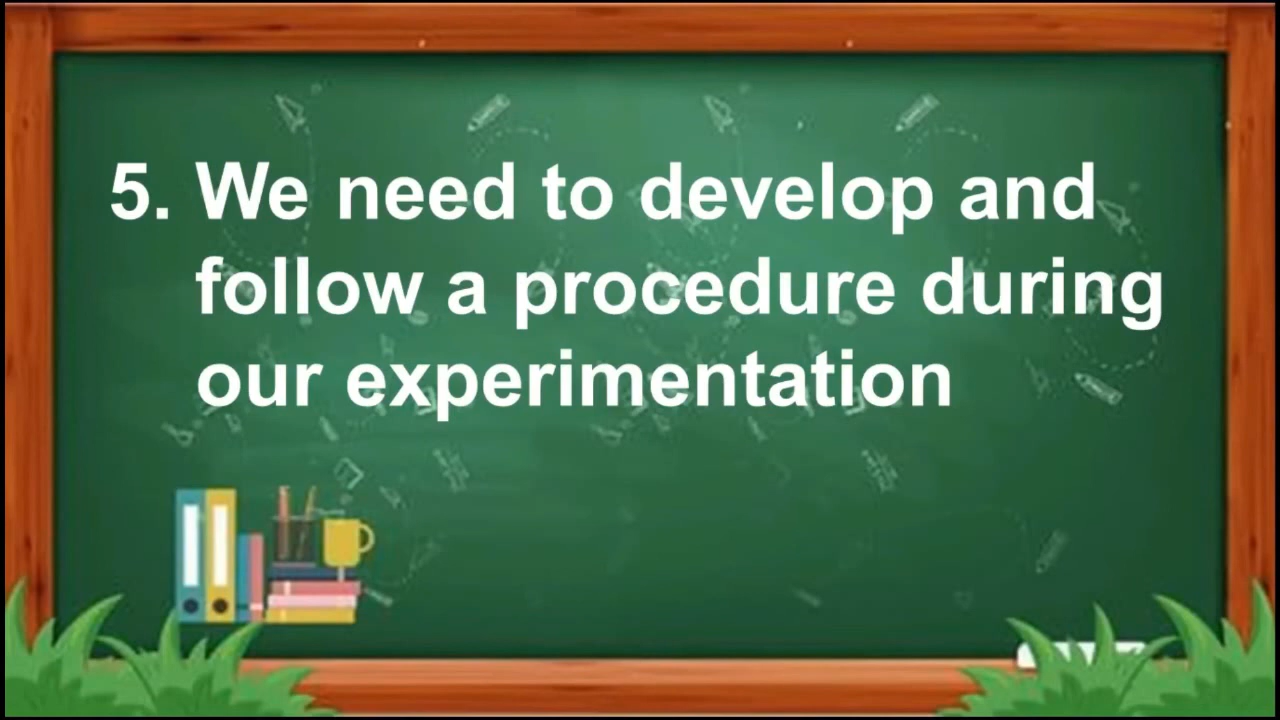 5. We need to develop and
follow a procedure during
our experimentation